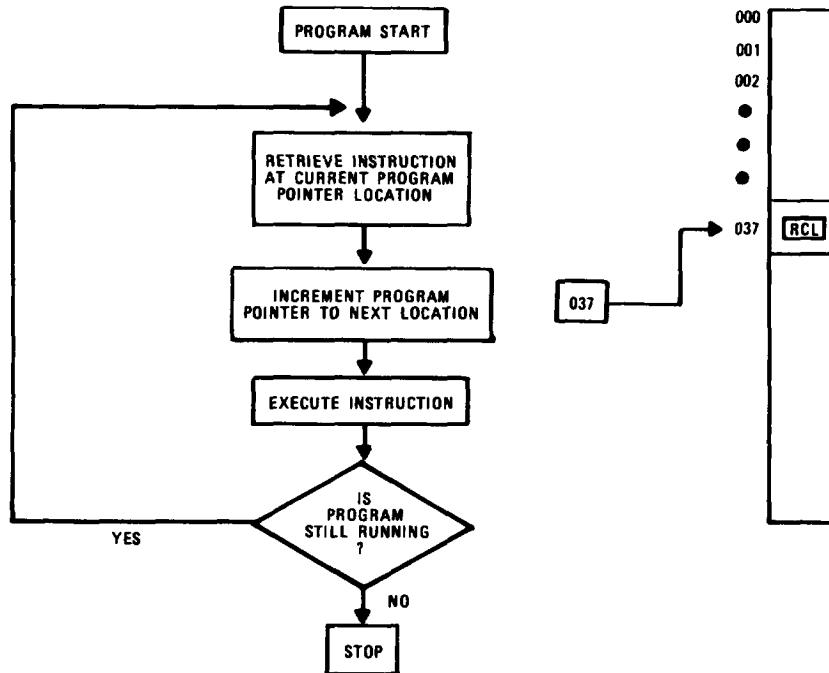 PROGRAM START
RETRIEVE INSTRUCTION
AT CURRENT PROGRAM
POINTER LOCATION
INCREMENT PROGRAM
POINTER TO NEXT LOCATION
EXECUTE INSTRUCTION
IS
PROGRAM
STILL RUNNING
?
YES
NO
STOP
000
001
002
037
RCL
037